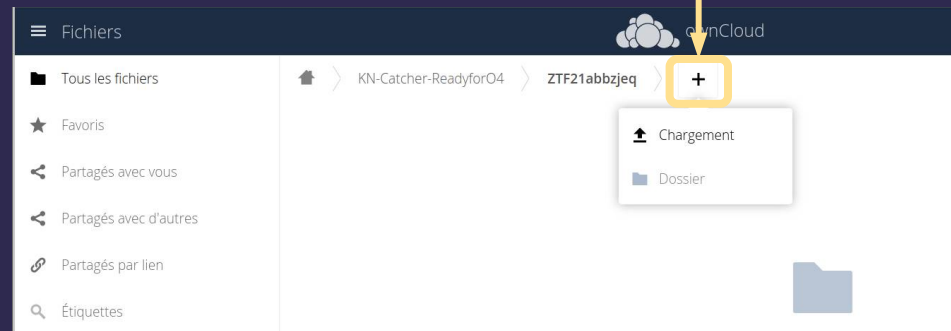 Fichiers
ownCloud
Tous les fichiers
KN-Catcher-ReadyforO4
ZTF21abbzjeq
+
Favoris
Chargement
Partagés avec vous
Dossier
Partagés avec d'autres
Partagés par lien
Étiquettes